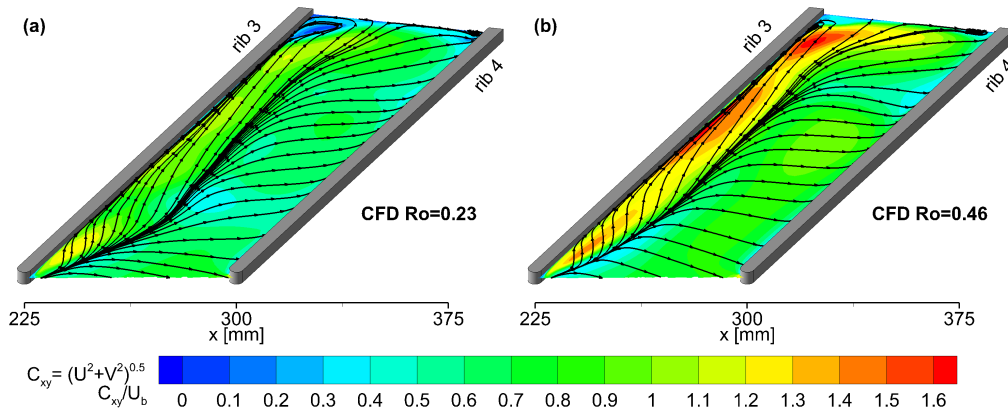 (a)
rib 3
rib 4
CFD Ro=0.23
225 300 375
x [mm]
(b)
rib 3
rib 4
CFD Ro=0.46
225 300 375
x [mm]
C_xy = (U²+V²)^0.5
C_xy/U_b
0 0.1 0.2 0.3 0.4 0.5 0.6 0.7 0.8 0.9 1 1.1 1.2 1.3 1.4 1.5 1.6